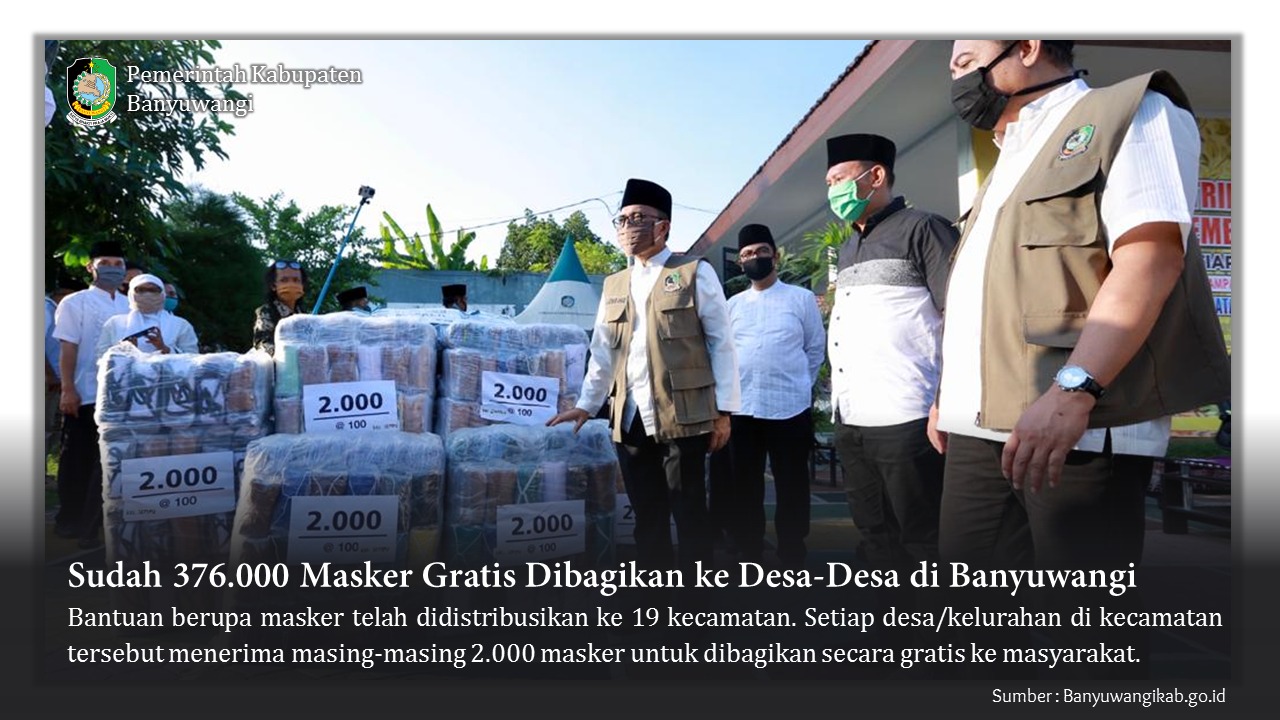 Pemerintah Kabupaten
Banyuwangi
2.000
@ 100
2.000
@ 100
2.000
@ 100
2.000
@ 100
2.000
@ 100
Sudah 376.000 Masker Gratis Dibagikan ke Desa-Desa di Banyuwangi
Bantuan berupa masker telah didistribusikan ke 19 kecamatan. Setiap desa/kelurahan di kecamatan
tersebut menerima masing-masing 2.000 masker untuk dibagikan secara gratis ke masyarakat.
Sumber : Banyuwangikab.go.id